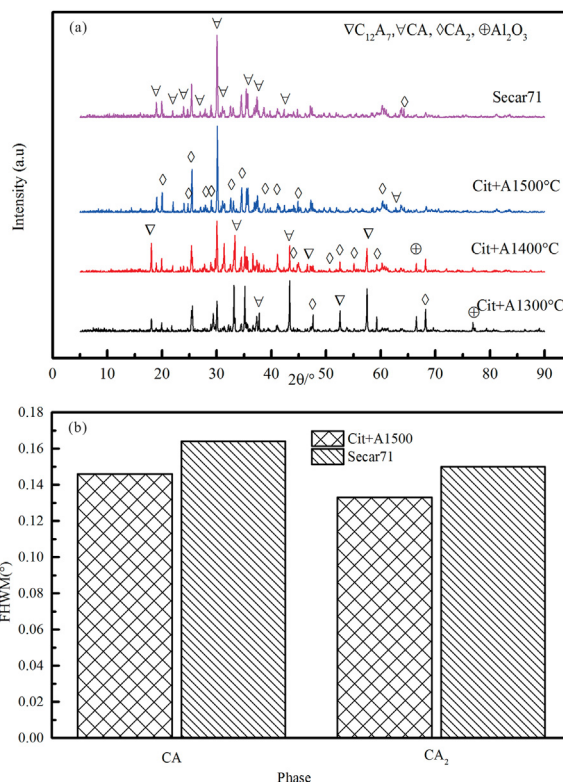 (a)
∇C₁₂A₇,∀CA, ◊CA₂, ⊕Al₂O₃
Secar71
Cit+A1500°C
Cit+A1400°C
Cit+A1300°C
Intensity (a.u)
0 5 10 20 30 40 50 60 70 80 90
2θ/°
(b)
Cit+A1500
Secar71
FHWM(°)
0.18
0.16
0.14
0.12
0.10
0.08
0.06
0.04
0.02
0.00
CA CA₂
Phase